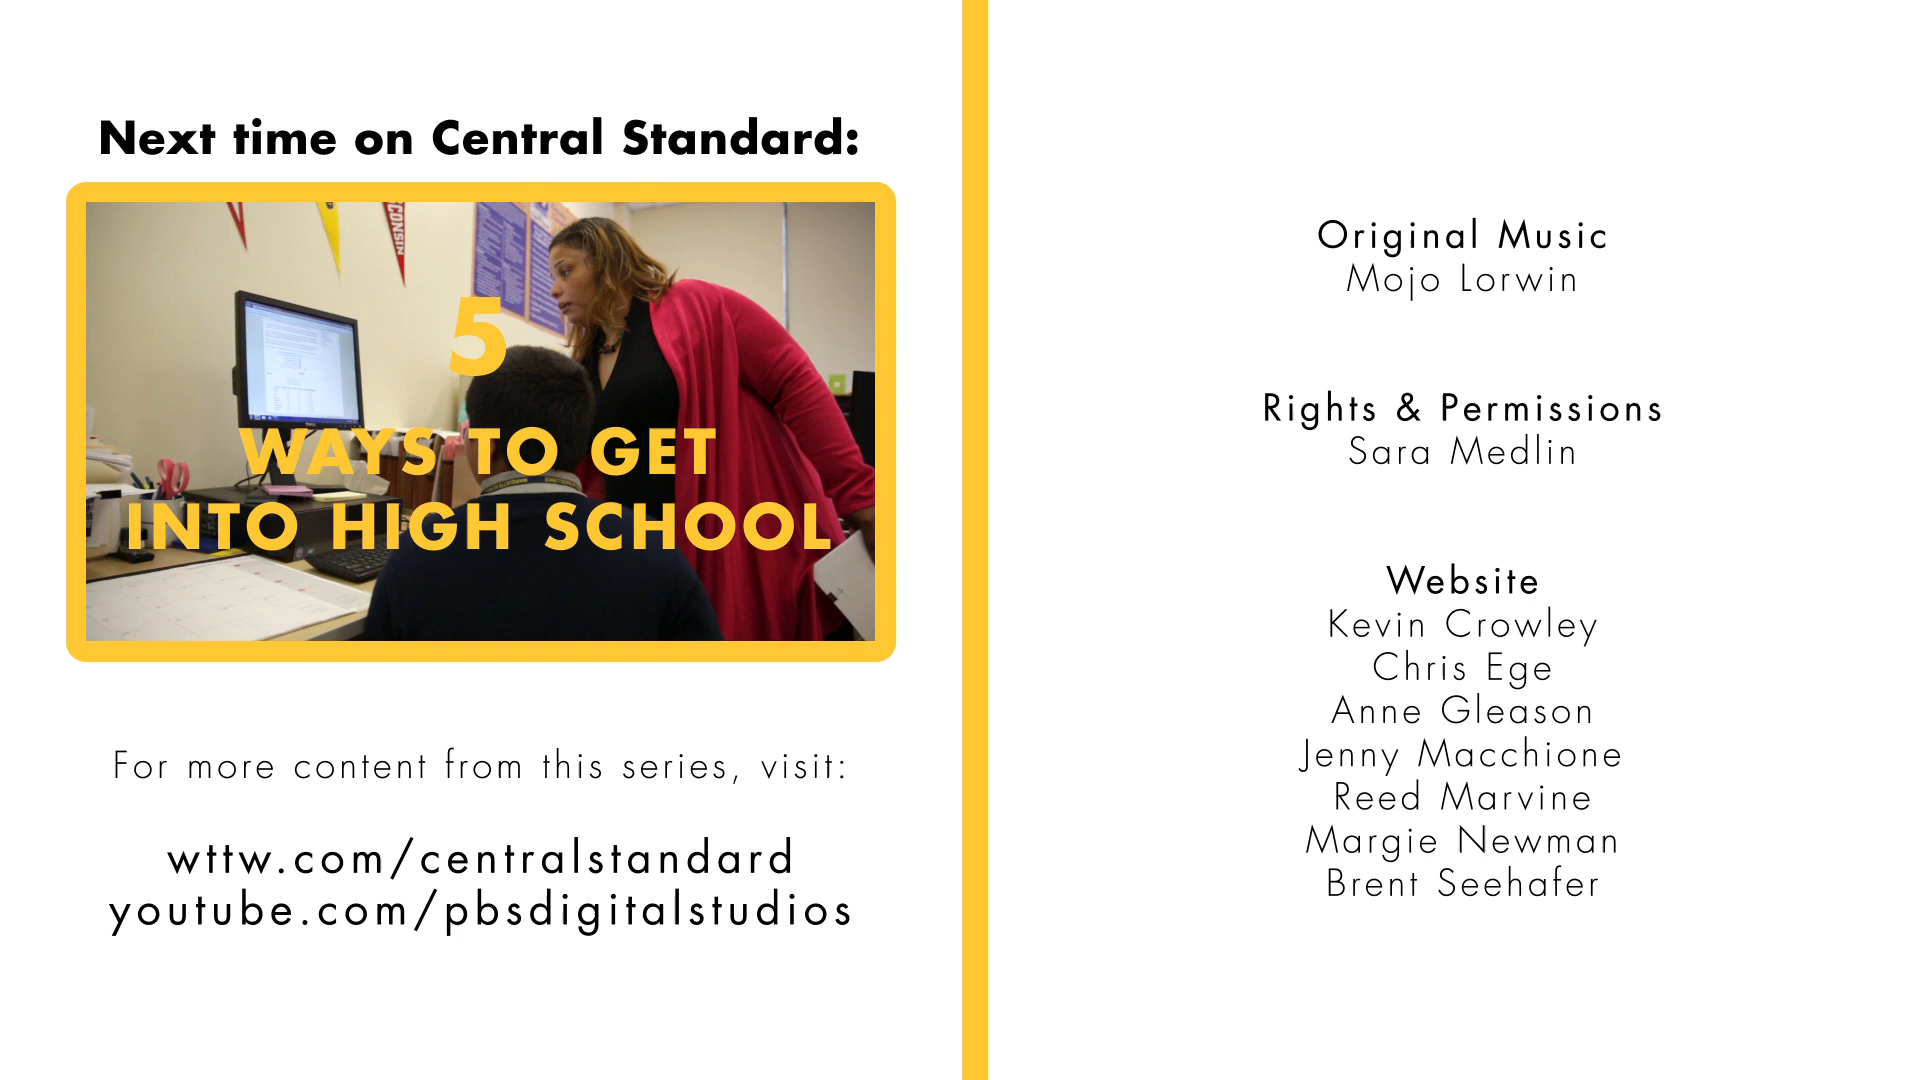 Next time on Central Standard:
CONSIN
5
WAYS TO GET
INTO HIGH SCHOOL
For more content from this series, visit:
wttw.com/centralstandard
youtube.com/pbsdigitalstudios
Original Music
Mojo Lorwin
Rights & Permissions
Sara Medlin
Website
Kevin Crowley
Chris Ege
Anne Gleason
Jenny Macchione
Reed Marvine
Margie Newman
Brent Seehafer